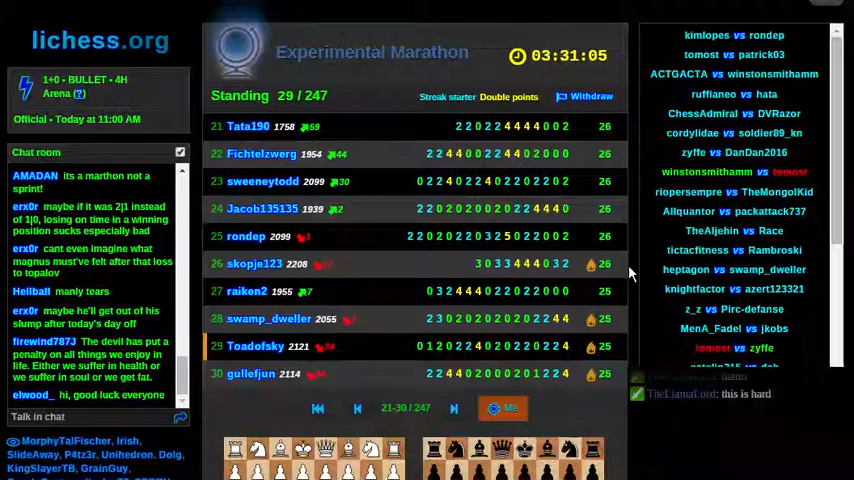 lichess.org
1+0 • BULLET • 4H
Arena (?)
Official • Today at 11:00 AM
Chat room
AMADAN its a marthon not a
sprint!
erx0r maybe if it was 2|1 instead
of 1|0, losing on time in a winning
position sucks especially bad
erx0r cant even imagine what
magnus must've felt after that loss
to topalov
Hellball manly tears
erx0r maybe he'll get out of his
slump after today's day off
firewind787J The devil has put a
penalty on all things we enjoy in
life. Either we suffer in health or
we suffer in soul or we get fat.
elwood_ hi, good luck everyone
Talk in chat
MorphyTalFischer, Irish,
SlideAway, P4tz3r, Unihedron, Dolg,
KingSlayerTB, GrainGuy,
Experimental Marathon
03:31:05
Standing 29 / 247
Streak starter Double points
Withdraw
21 Tata190 1758 59 2 2 0 2 2 4 4 4 4 0 0 2 26
22 Fichtelzwerg 1954 44 2 2 4 4 0 0 2 2 4 4 0 2 0 0 0 26
23 sweeneytodd 2099 30 0 2 2 4 0 2 2 4 0 2 2 0 2 2 0 2 26
24 Jacob135135 1939 2 2 2 0 2 0 2 0 0 2 0 2 2 4 4 4 0 26
25 rondep 2099 2 2 0 2 0 2 2 0 3 2 5 0 2 2 0 0 2 26
26 skopje123 2208 3 0 3 3 4 4 4 0 3 2 26
27 raiken2 1955 7 0 3 2 4 4 4 0 0 2 2 0 0 0 26
28 swamp_dweller 2055 2 3 0 2 0 2 0 2 0 2 0 2 2 4 4 25
29 Toadofsky 2121 0 1 2 0 2 2 4 0 2 0 2 2 0 2 2 4 25
30 gullefjun 2114 2 2 4 4 0 2 0 0 0 2 0 1 2 2 4 25
21-30 / 247
Me
kimlopes vs rondep
tomost vs patrick03
ACTGACTA vs winstonsmithamm
ruffianeo vs hata
ChessAdmiral vs DVRazor
cordylidae vs soldier89_kn
zyffe vs DanDan2016
winstonsmithamm vs tomost
riopersempre vs TheMongolKid
Allquantor vs packattack737
TheAljehin vs Race
tictacfitness vs Rambroski
heptagon vs swamp_dweller
knightfactor vs azert123321
z_z vs Pirc-defanse
MenA_Fadel vs jkobs
tomost vs zyffe
TheLlamaLord: this is hard